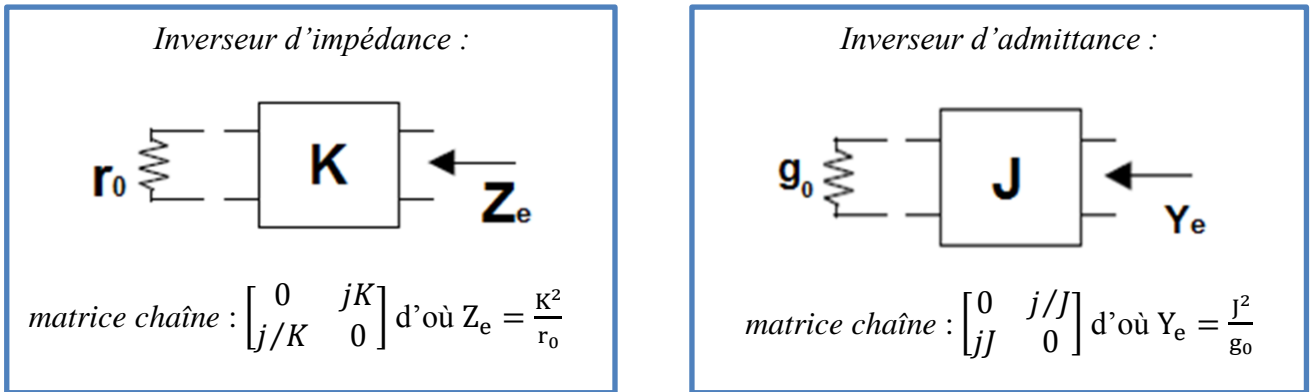 Inverseur d’impédance :
r₀ K Zₑ
matrice chaîne : [0 jK; j/K 0] d’où Zₑ = K²/r₀
Inverseur d’admittance :
g₀ J Yₑ
matrice chaîne : [0 j/J; jJ 0] d’où Yₑ = J²/g₀